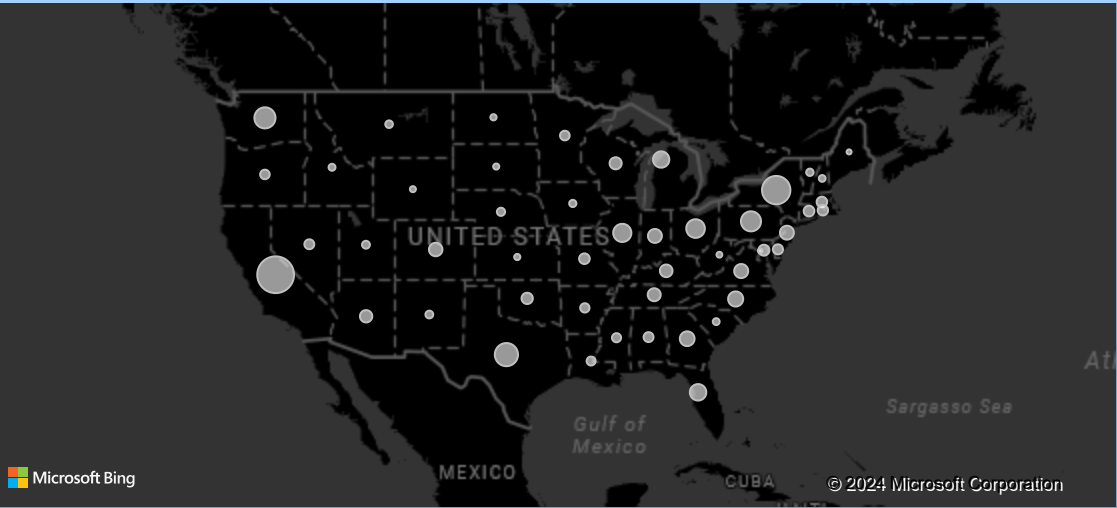 UNITED STATES
Sargasso Sea
Gulf of
Mexico
MEXICO
CUBA
Microsoft Bing
© 2024 Microsoft Corporation